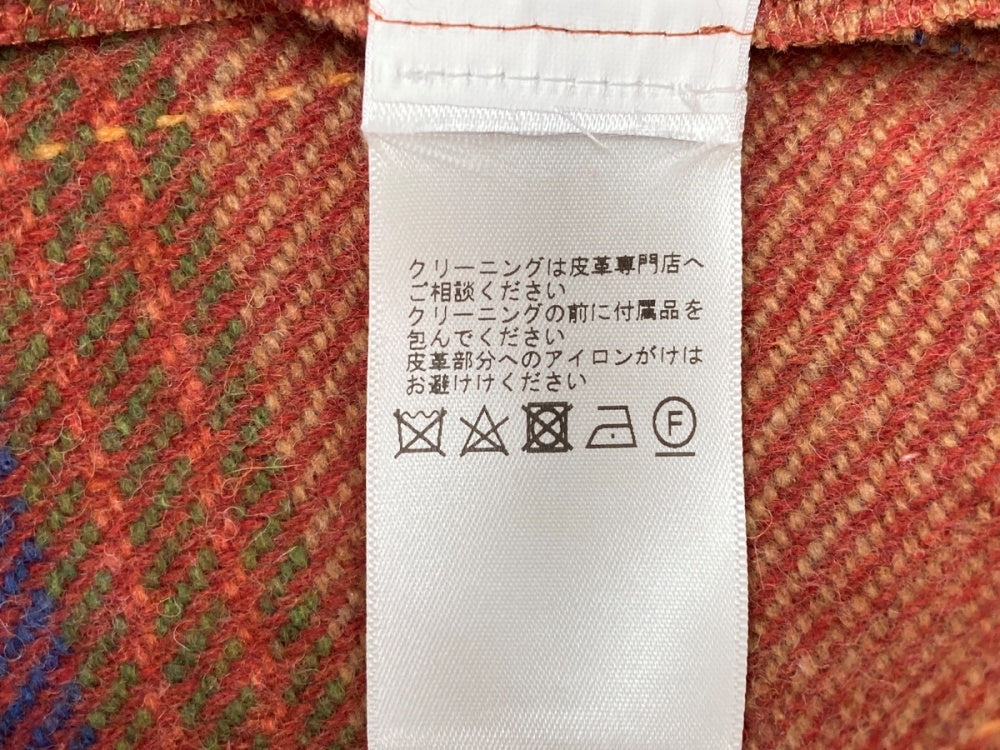 クリーニングは皮革専門店へ
ご相談ください
クリーニングの前に付属品を
包んでください
皮革部分へのアイロンがけは
お避けけください
F